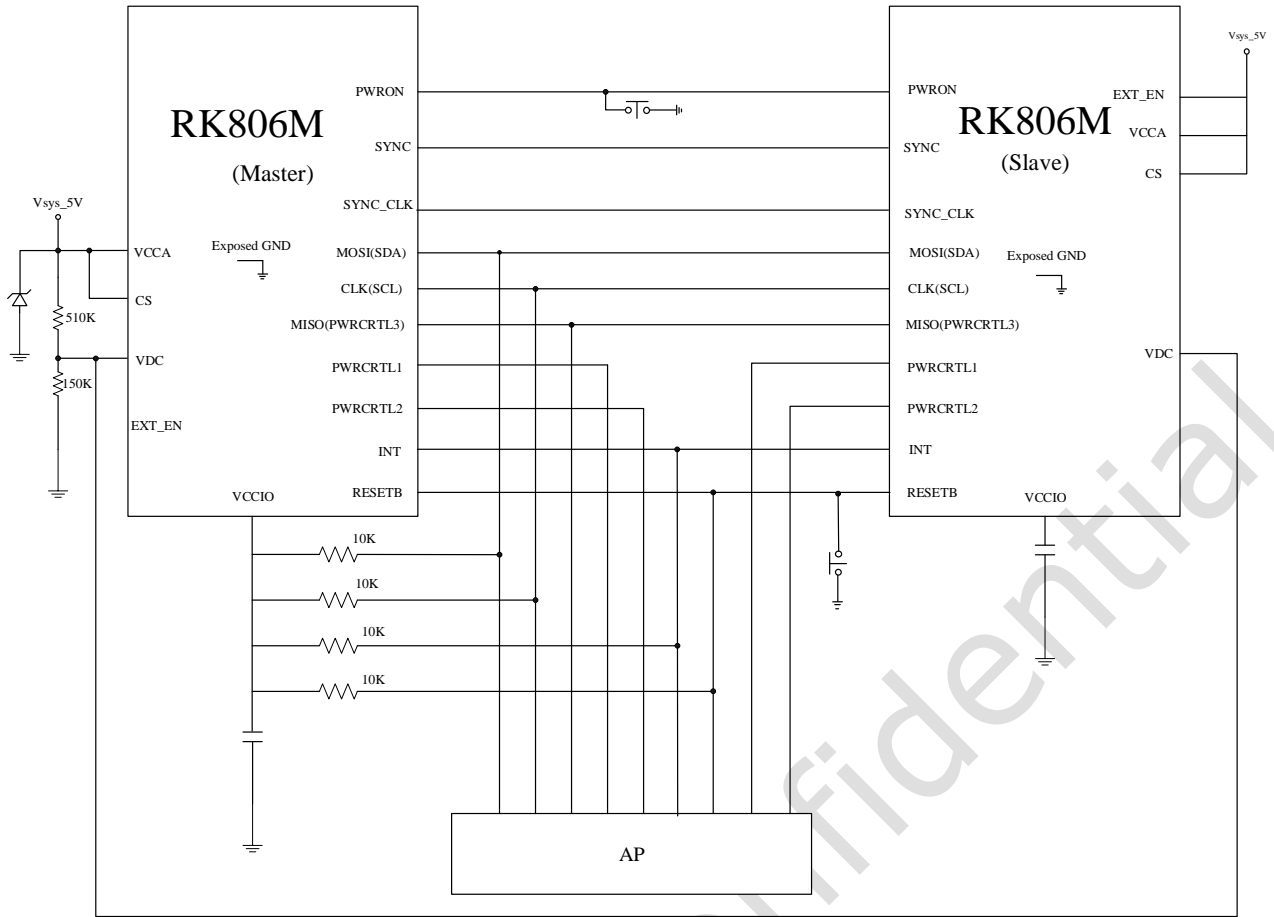 RK806M
(Master)
Vsys_5V
VCCA
CS
510K
VDC
150K
EXT_EN
Exposed GND
VCCIO
PWRON
SYNC
SYNC_CLK
MOSI(SDA)
CLK(SCL)
MISO(PWRCRTL3)
PWRCRTL1
PWRCRTL2
INT
RESETB
10K
10K
10K
10K
AP
RK806M
(Slave)
PWRON
SYNC
SYNC_CLK
MOSI(SDA)
CLK(SCL)
MISO(PWRCRTL3)
PWRCRTL1
PWRCRTL2
INT
RESETB
Exposed GND
VCCIO
Vsys_5V
EXT_EN
VCCA
CS
VDC
nfidential